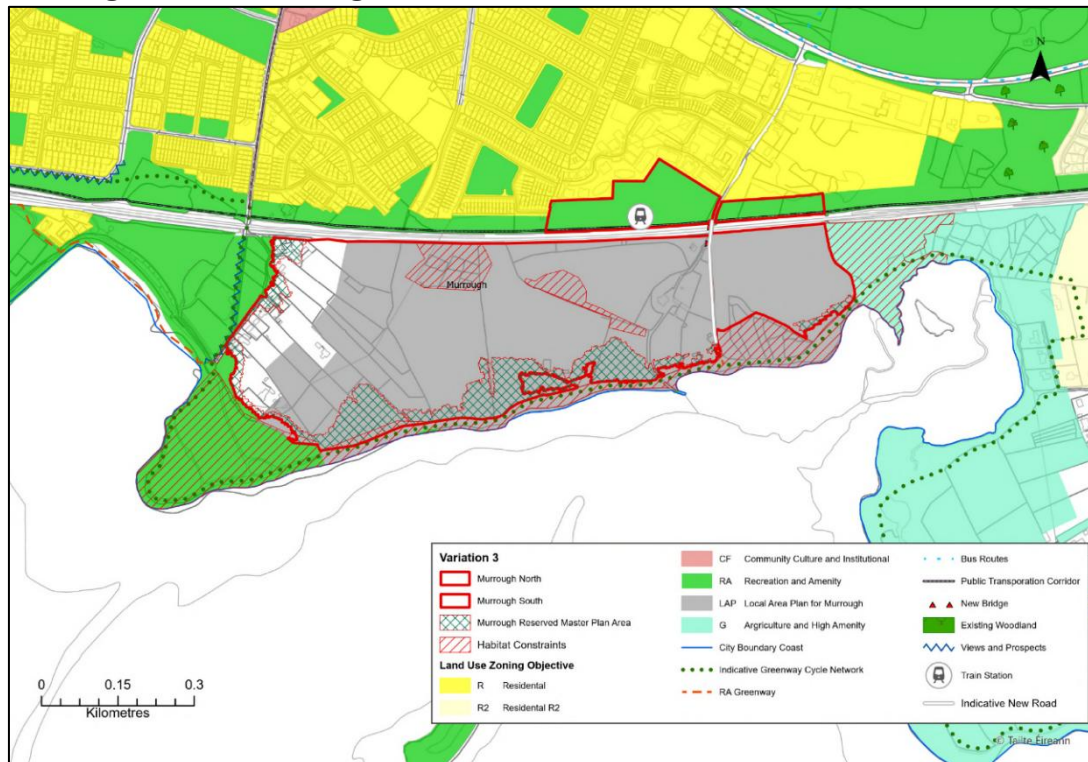 N
Murrough
0 0.15 0.3
Kilometres
Variation 3
Murrough North
Murrough South
Murrough Reserved Master Plan Area
Habitat Constraints
Land Use Zoning Objective
R Residential
R2 Residential R2
CF Community Culture and Institutional
RA Recreation and Amenity
LAP Local Area Plan for Murrough
G Argriculture and High Amenity
City Boundary Coast
Indicative Greenway Cycle Network
RA Greenway
Bus Routes
Public Transporation Corridor
New Bridge
Existing Woodland
Views and Prospects
Train Station
Indicative New Road
© Tailte Éireann